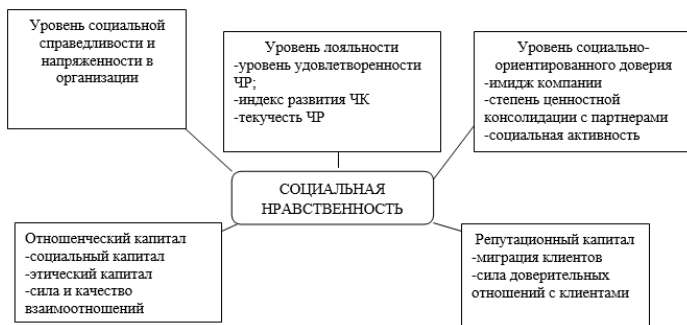 Уровень социальной
справедливости и
напряженности в
организации
Уровень лояльности
-уровень удовлетворенности
ЧР;
-индекс развития ЧК
-текучесть ЧР
Уровень социально-
ориентированного доверия
-имидж компании
-степень ценностной
консолидации с партнерами
-социальная активность
СОЦИАЛЬНАЯ
НРАВСТВЕННОСТЬ
Отношенческий капитал
-социальный капитал
-этический капитал
-сила и качество
взаимоотношений
Репутационный капитал
-миграция клиентов
-сила доверительных
отношений с клиентами